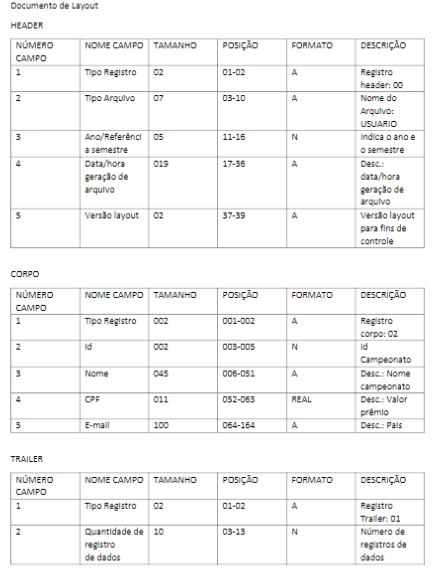 Documento de Layout
HEADER
NÚMERO CAMPO NOME CAMPO TAMANHO POSIÇÃO FORMATO DESCRIÇÃO
1 Tipo Registro 02 01-02 A Registro header: 00
2 Tipo Arquivo 07 03-10 A Nome do Arquivo: USUARIO
3 Ano/Referência semestre 05 11-16 N Indica o ano e o semestre
4 Data/hora geração de arquivo 019 17-36 A Desc.: data/hora geração de arquivo
5 Versão layout 02 37-39 A Versão layout para fins de controle
CORPO
NÚMERO CAMPO NOME CAMPO TAMANHO POSIÇÃO FORMATO DESCRIÇÃO
1 Tipo Registro 002 001-002 A Registro corpo: 02
2 Id 002 003-005 N Id Campeonato
3 Nome 045 006-051 A Desc.: Nome campeonato
4 CPF 011 052-063 REAL Desc.: Valor prêmio
5 E-mail 100 064-164 A Desc.: Pais
TRAILER
NÚMERO CAMPO NOME CAMPO TAMANHO POSIÇÃO FORMATO DESCRIÇÃO
1 Tipo Registro 02 01-02 A Registro Trailer: 01
2 Quantidade de registro de dados 10 03-13 N Número de registros de dados